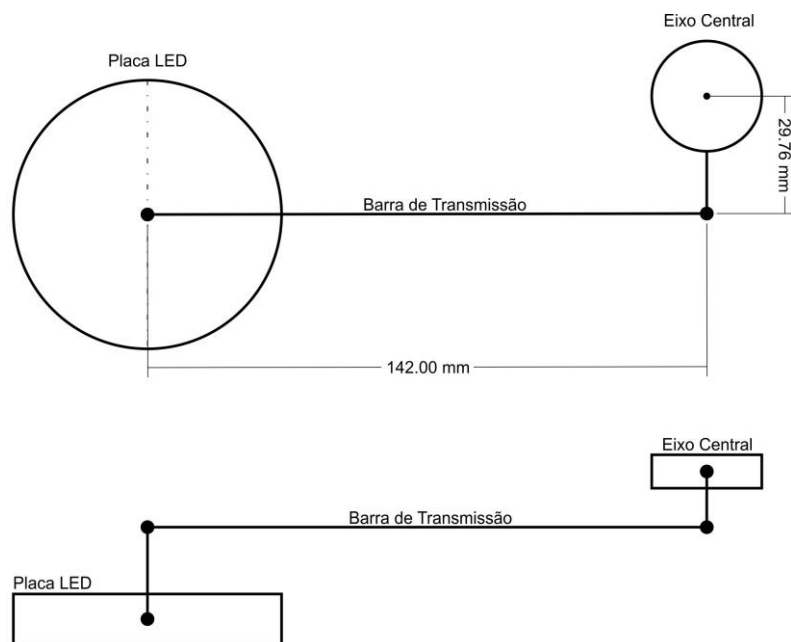 Eixo Central
Placa LED
29.76 mm
Barra de Transmissão
142.00 mm
Eixo Central
Barra de Transmissão
Placa LED